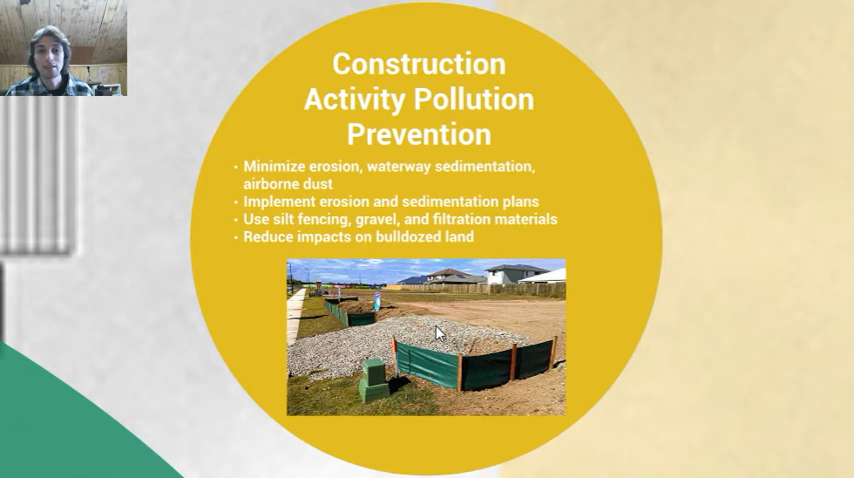 Construction
Activity Pollution
Prevention
• Minimize erosion, waterway sedimentation,
airborne dust
• Implement erosion and sedimentation plans
• Use silt fencing, gravel, and filtration materials
• Reduce impacts on bulldozed land